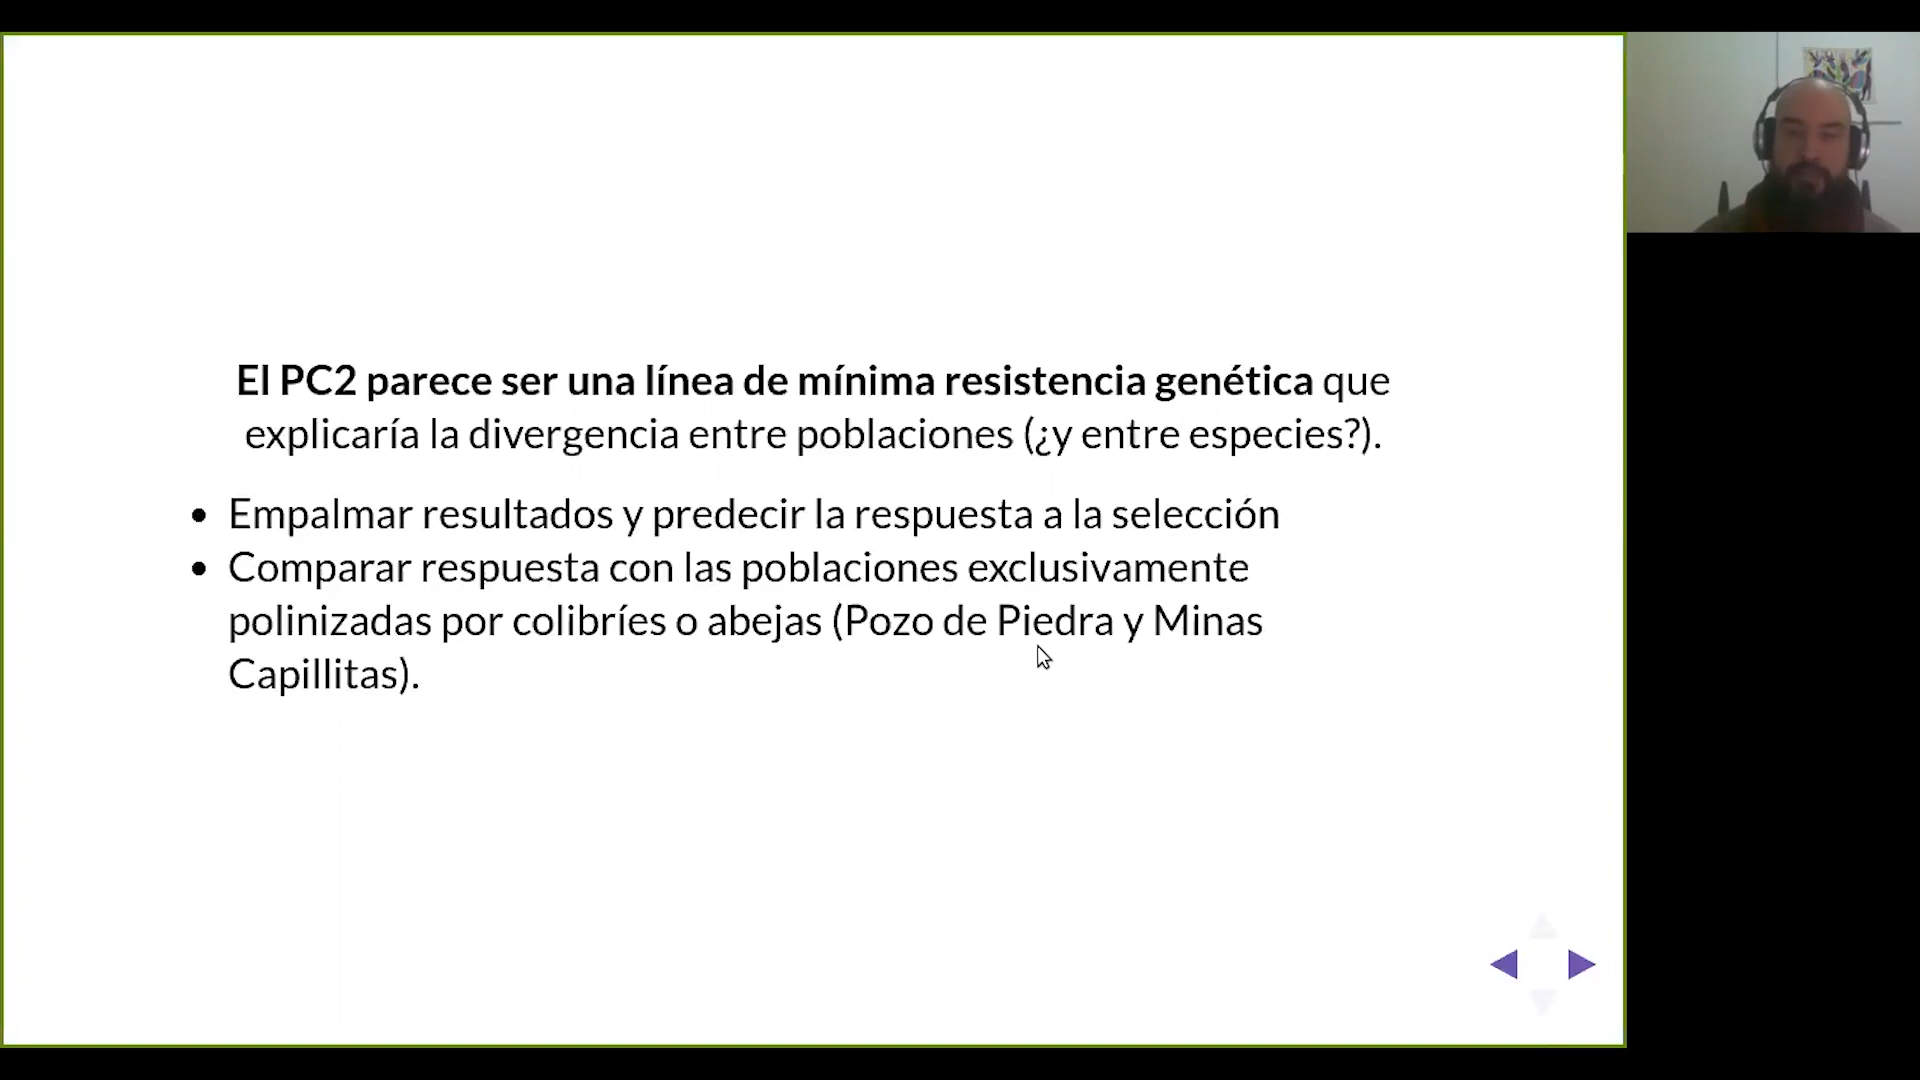 El PC2 parece ser una línea de mínima resistencia genética que
explicaría la divergencia entre poblaciones (¿y entre especies?).
• Empalmar resultados y predecir la respuesta a la selección
• Comparar respuesta con las poblaciones exclusivamente
polinizadas por colibríes o abejas (Pozo de Piedra y Minas
Capillitas).